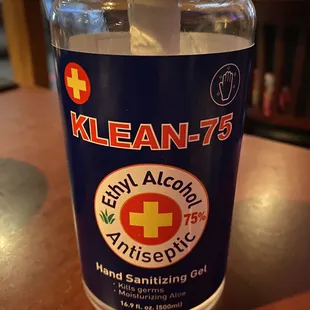 KLEAN-75
Ethyl Alcohol
75%
Antiseptic
Hand Sanitizing Gel
· Kills germs
· Moisturizing Aloe
16.9 fl. oz. (500ml)